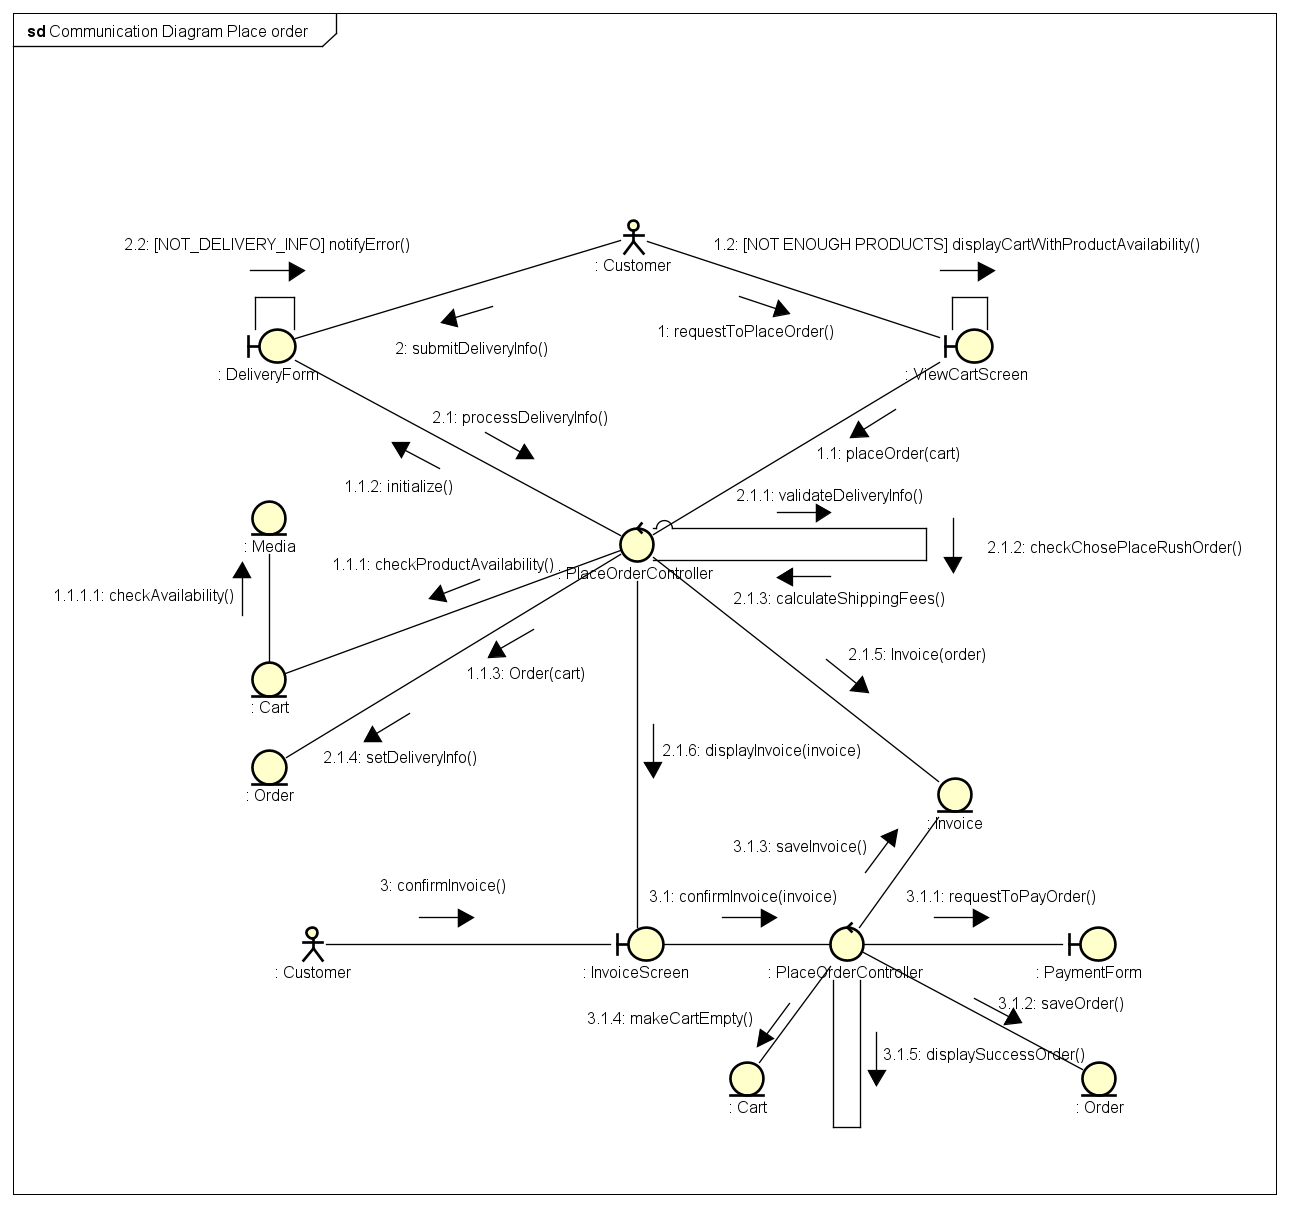 sd Communication Diagram Place order
2.2: [NOT_DELIVERY_INFO] notifyError()
1.2: [NOT ENOUGH PRODUCTS] displayCartWithProductAvailability()
: Customer
1: requestToPlaceOrder()
2: submitDeliveryInfo()
: DeliveryForm
: ViewCartScreen
2.1: processDeliveryInfo()
1.1: placeOrder(cart)
1.1.2: initialize()
2.1.1: validateDeliveryInfo()
: Media
2.1.2: checkChosePlaceRushOrder()
1.1.1: checkProductAvailability()
: PlaceOrderController
1.1.1.1: checkAvailability()
2.1.3: calculateShippingFees()
2.1.5: Invoice(order)
1.1.3: Order(cart)
: Cart
2.1.6: displayInvoice(invoice)
2.1.4: setDeliveryInfo()
: Order
: Invoice
3.1.3: saveInvoice()
3: confirmInvoice()
3.1: confirmInvoice(invoice)
3.1.1: requestToPayOrder()
: Customer
: InvoiceScreen
: PlaceOrderController
: PaymentForm
3.1.2: saveOrder()
3.1.4: makeCartEmpty()
3.1.5: displaySuccessOrder()
: Cart
: Order